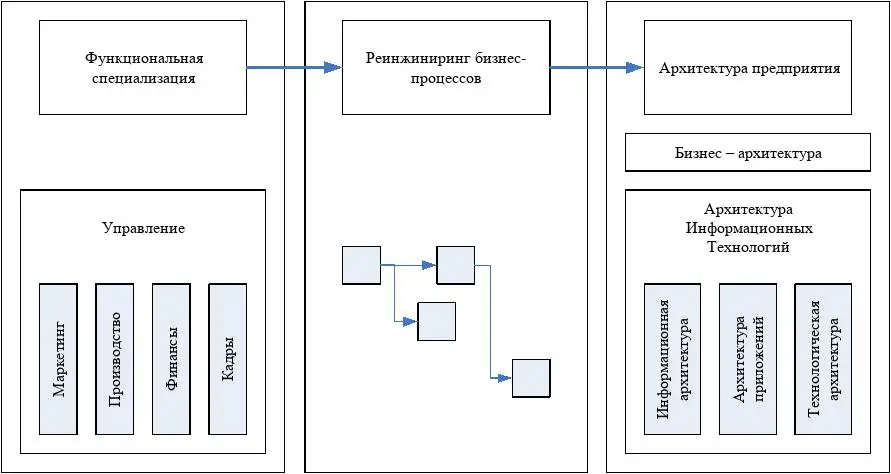 Функциональная
специализация
Реинжиниринг бизнес-
процессов
Архитектура предприятия
Бизнес – архитектура
Управление
Маркетинг
Производство
Финансы
Кадры
Архитектура
Информационных
Технологий
Информационная
архитектура
Архитектура
приложений
Технологическая
архитектура